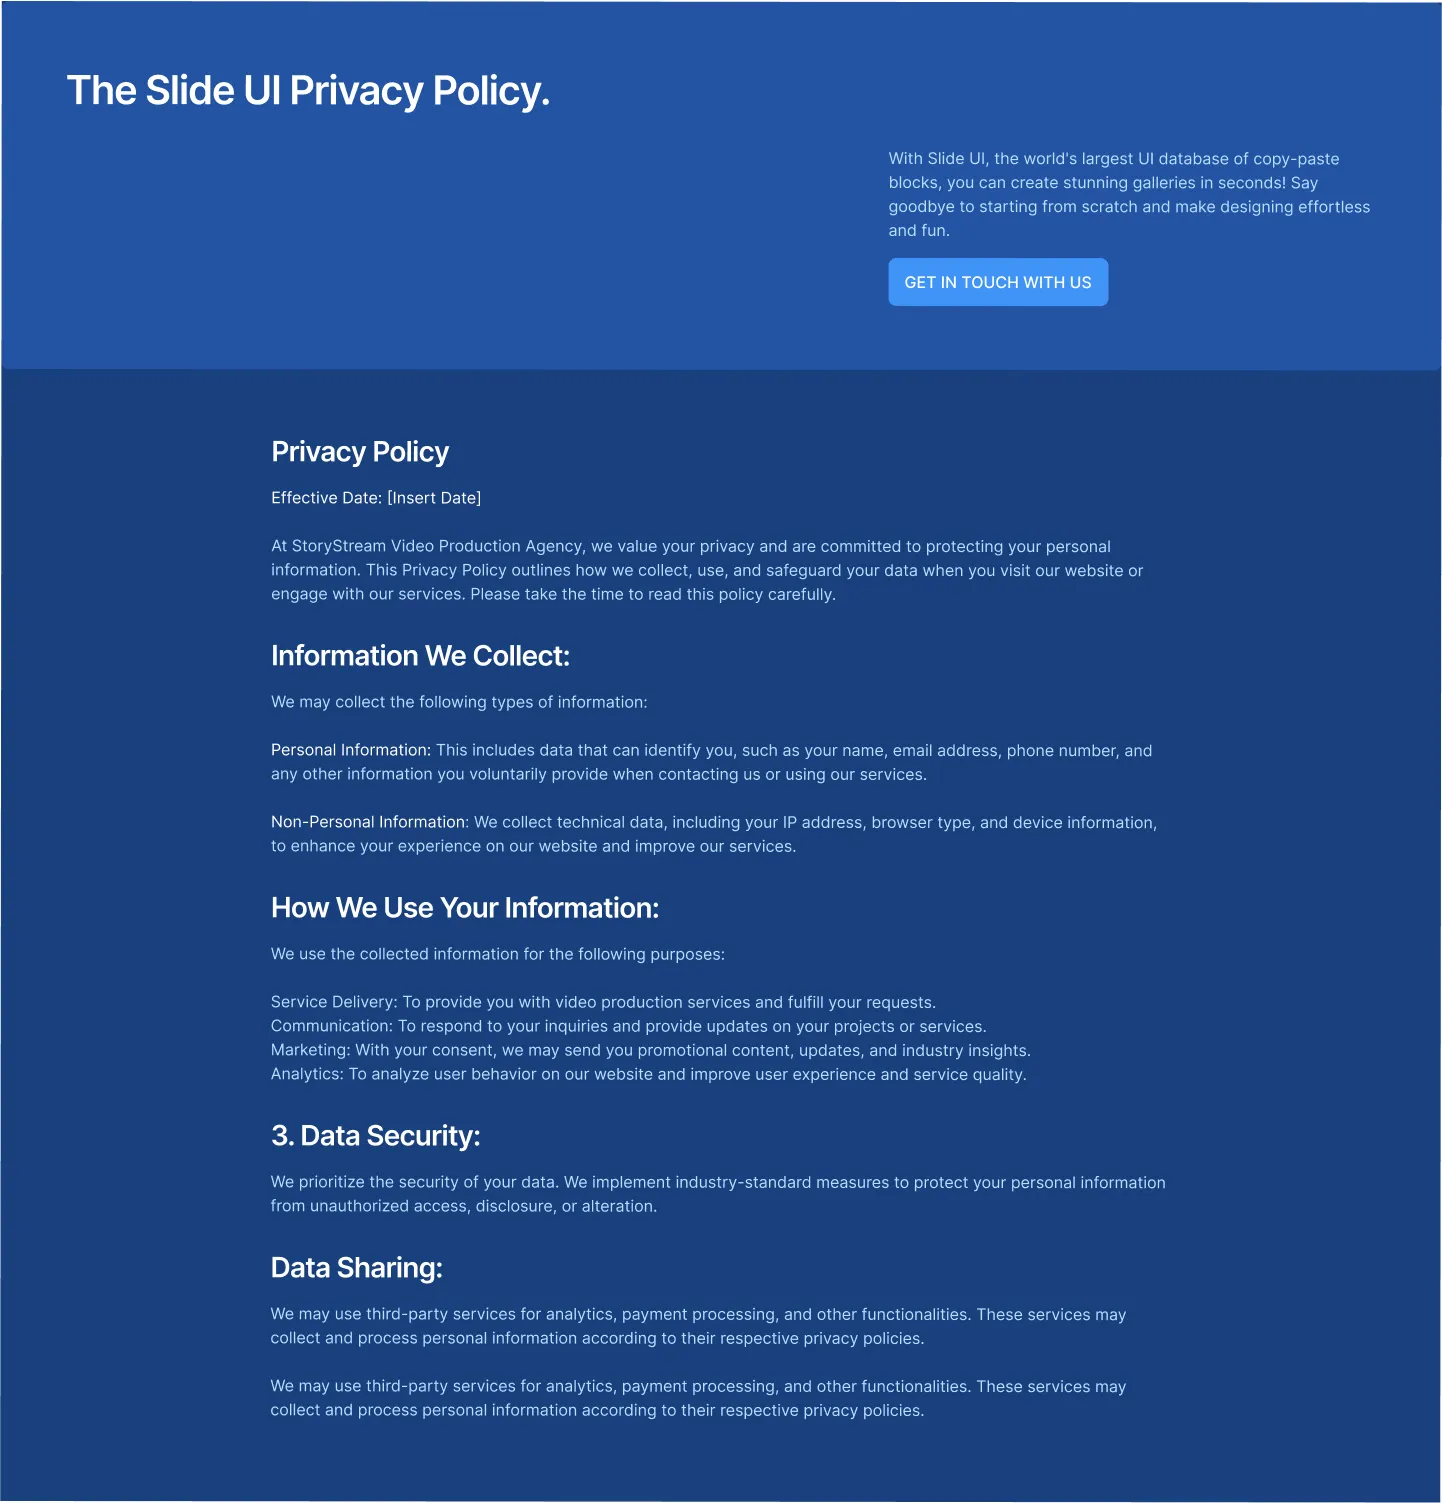 The Slide UI Privacy Policy.
With Slide UI, the world's largest UI database of copy-paste
blocks, you can create stunning galleries in seconds! Say
goodbye to starting from scratch and make designing effortless
and fun.
GET IN TOUCH WITH US
Privacy Policy
Effective Date: [Insert Date]
At StoryStream Video Production Agency, we value your privacy and are committed to protecting your personal
information. This Privacy Policy outlines how we collect, use, and safeguard your data when you visit our website or
engage with our services. Please take the time to read this policy carefully.
Information We Collect:
We may collect the following types of information:
Personal Information: This includes data that can identify you, such as your name, email address, phone number, and
any other information you voluntarily provide when contacting us or using our services.
Non-Personal Information: We collect technical data, including your IP address, browser type, and device information,
to enhance your experience on our website and improve our services.
How We Use Your Information:
We use the collected information for the following purposes:
Service Delivery: To provide you with video production services and fulfill your requests.
Communication: To respond to your inquiries and provide updates on your projects or services.
Marketing: With your consent, we may send you promotional content, updates, and industry insights.
Analytics: To analyze user behavior on our website and improve user experience and service quality.
3. Data Security:
We prioritize the security of your data. We implement industry-standard measures to protect your personal information
from unauthorized access, disclosure, or alteration.
Data Sharing:
We may use third-party services for analytics, payment processing, and other functionalities. These services may
collect and process personal information according to their respective privacy policies.
We may use third-party services for analytics, payment processing, and other functionalities. These services may
collect and process personal information according to their respective privacy policies.